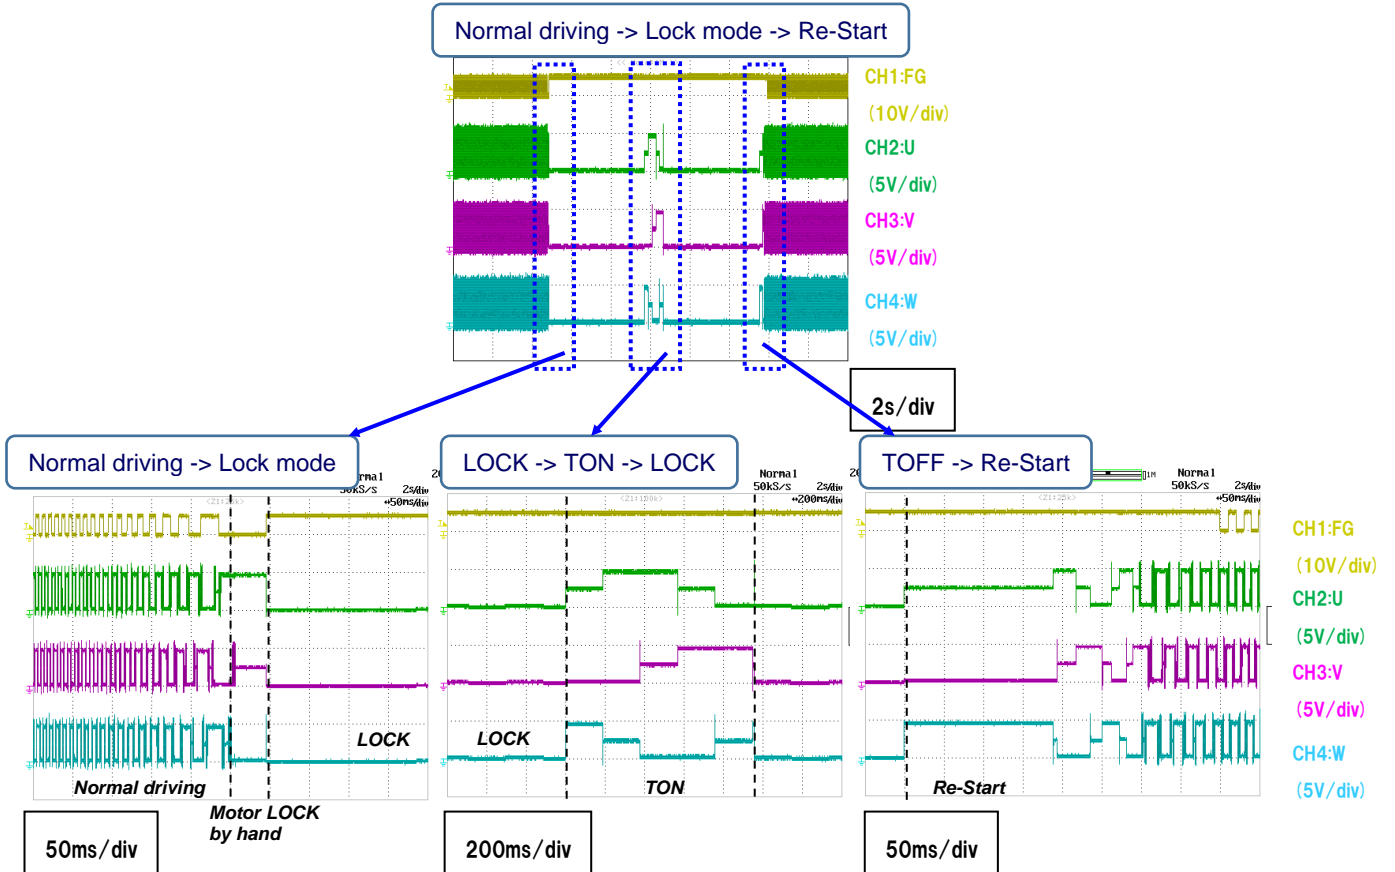 Normal driving -> Lock mode -> Re-Start
CH1:FG
(10V/div)
CH2:U
(5V/div)
CH3:V
(5V/div)
CH4:W
(5V/div)
2s/div
Normal driving -> Lock mode
LOCK -> TON -> LOCK
TOFF -> Re-Start
50kS/s
2s/div
50ms/div
Normal
50kS/s
2s/div
200ms/div
Normal
50kS/s
2s/div
50ms/div
CH1:FG
(10V/div)
CH2:U
(5V/div)
CH3:V
(5V/div)
CH4:W
(5V/div)
LOCK
Normal driving
Motor LOCK
by hand
LOCK
TON
Re-Start
50ms/div
200ms/div
50ms/div